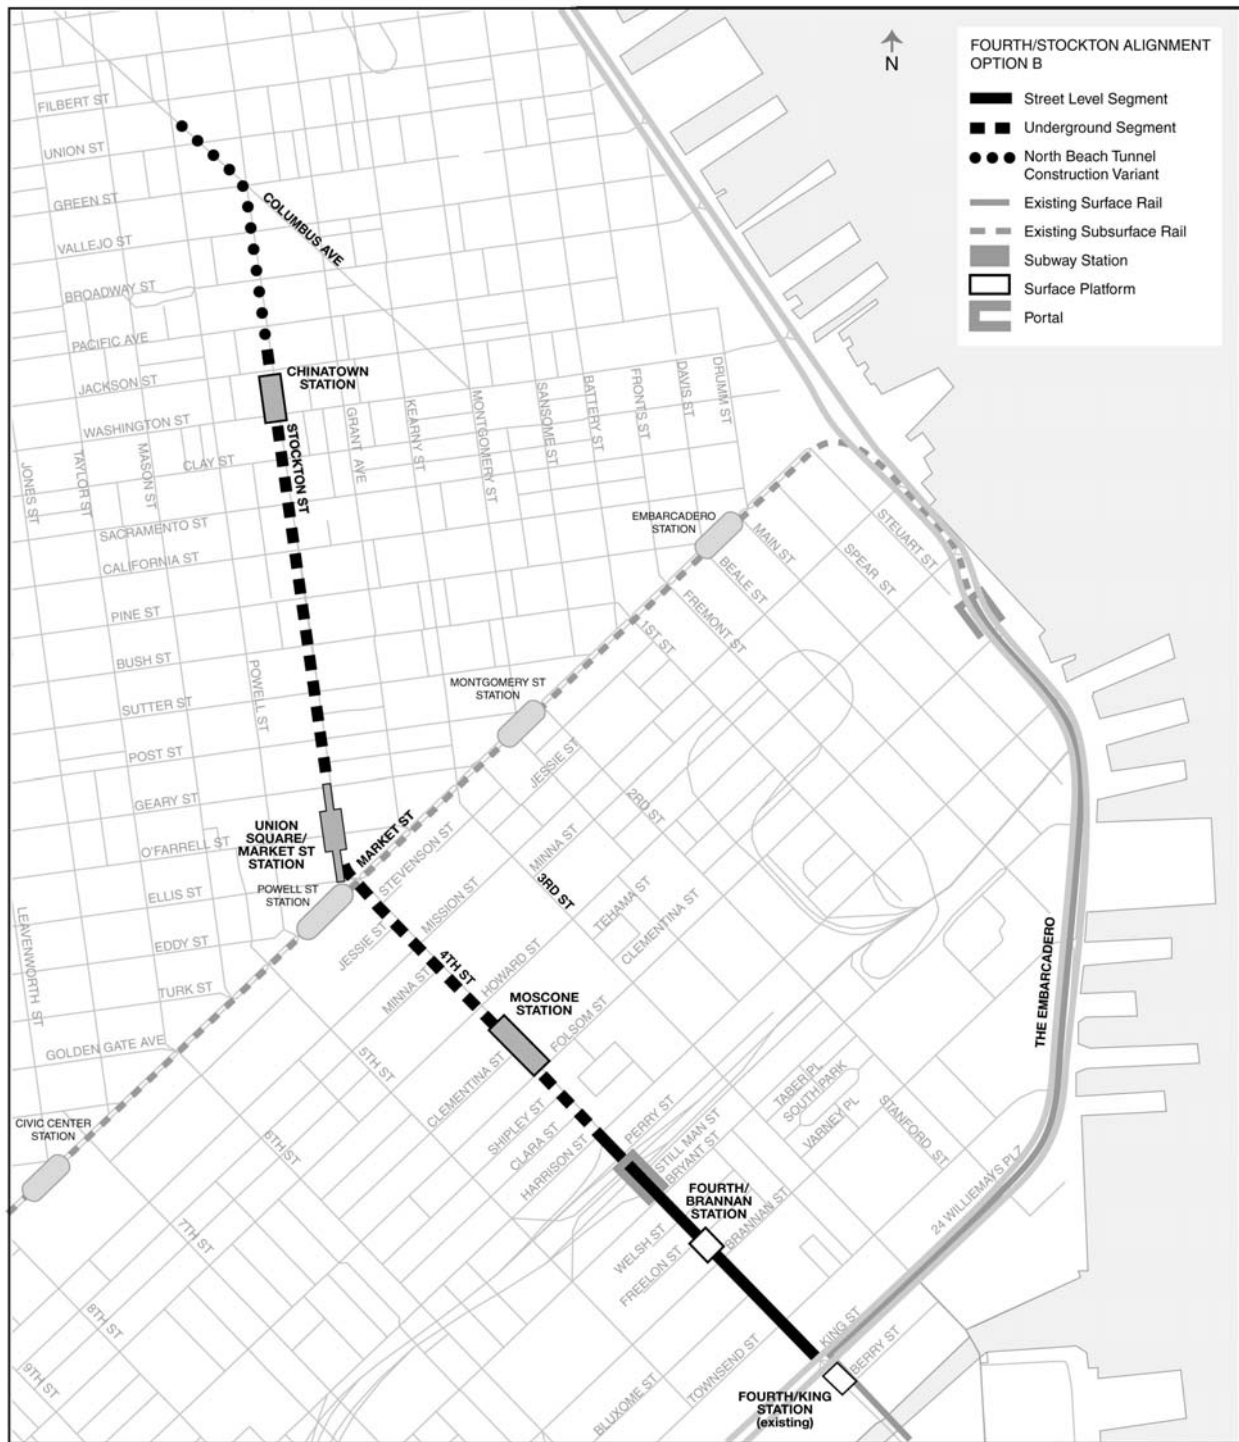 FOURTH/STOCKTON ALIGNMENT
OPTION B
Street Level Segment
Underground Segment
North Beach Tunnel
Construction Variant
Existing Surface Rail
Existing Subsurface Rail
Subway Station
Surface Platform
Portal
N
FILBERT ST
UNION ST
GREEN ST
VALLEJO ST
BROADWAY ST
PACIFIC AVE
JACKSON ST
WASHINGTON ST
CLAY ST
SACRAMENTO ST
CALIFORNIA ST
PINE ST
BUSH ST
SUTTER ST
POST ST
GEARY ST
O'FARRELL ST
ELLIS ST
EDDY ST
TURK ST
GOLDEN GATE AVE
COLUMBUS AVE
CHINATOWN
STATION
STOCKTON ST
JONES ST
TAYLOR ST
MASON ST
POWELL ST
GRANT AVE
KEARNY ST
MONTGOMERY ST
SANSOME ST
BATTERY ST
FRONTS ST
DAVIS ST
DRUMM ST
LEAVENWORTH ST
EMBARCADERO
STATION
MAIN ST
BEALE ST
SPEAR ST
STEUART ST
FREMONT ST
1ST ST
MONTGOMERY ST
STATION
JESSIE ST
2RD ST
UNION
SQUARE/
MARKET ST
STATION
MARKET ST
POWELL ST
STATION
STEVENSON ST
MINNA ST
3RD ST
MISSION ST
JESSIE ST
TEHAMA ST
CLEMENTINA ST
MINNA ST
4TH ST
HOWARD ST
MOSCONE
STATION
FOLSOM ST
5TH ST
CLEMENTINA ST
SHIPLEY ST
CLARA ST
HARRISON ST
PERRY ST
STILL MAN ST
BRYANT ST
TABER PL
SOUTH PARK
VARNEY PL
STANFORD ST
THE EMBARCADERO
CIVIC CENTER
STATION
6TH ST
7TH ST
8TH ST
9TH ST
FOURTH/
BRANNAN
STATION
WELSH ST
FREELON ST
BRANNAN ST
24 WILLIEMAYS PLZ
KING ST
BERRY ST
TOWNSEND ST
BLUXOME ST
FOURTH/KING
STATION
(existing)